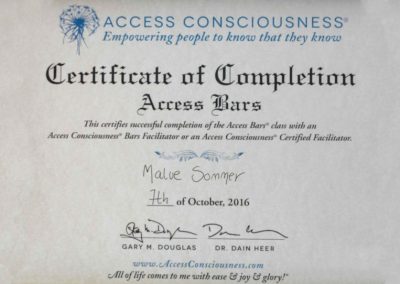 ACCESS CONSCIOUSNESS®
Empowering people to know that they know
Certificate of Completion
Access Bars
This certifies successful completion of the Access Bars® class with an
Access Consciousness® Bars Facilitator or an Access Consciousness® Certified Facilitator.
Malue Sommer
7th of October, 2016
GARY M. DOUGLAS DR. DAIN HEER
www.AccessConsciousness.com
All of life comes to me with ease & joy & glory!®